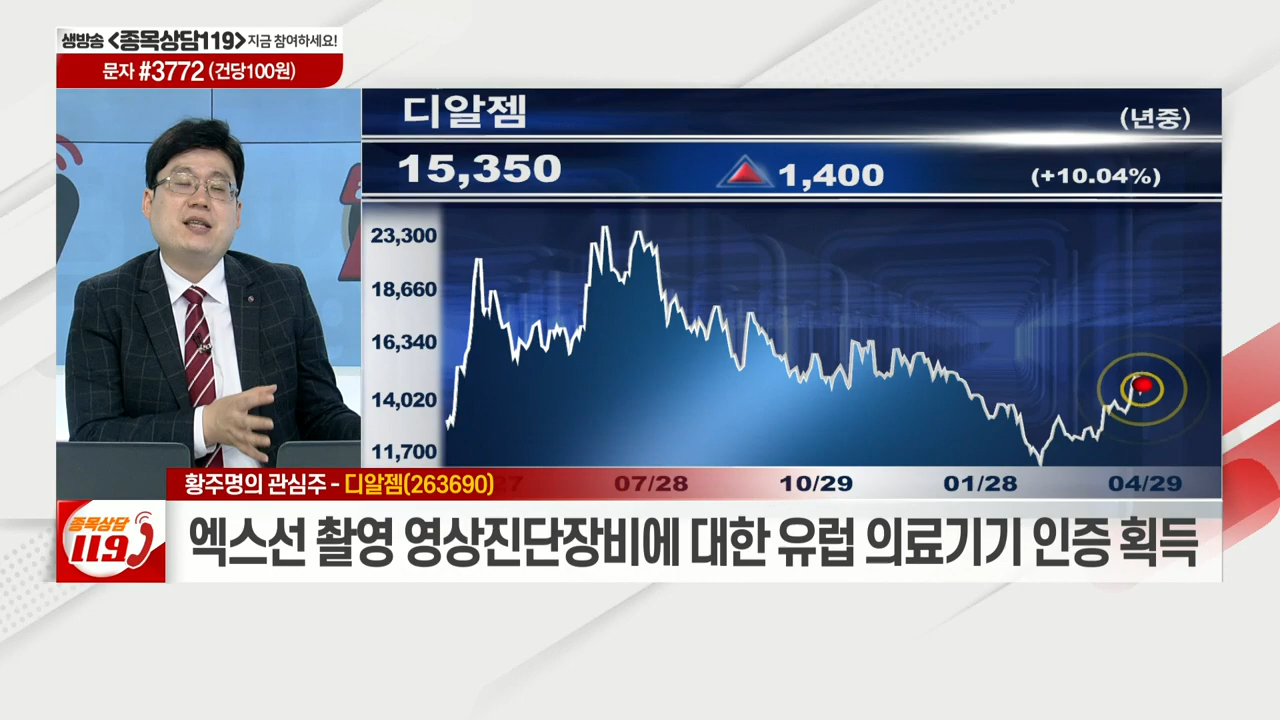 생방송 <종목상담119> 지금 참여하세요!
문자 #3772 (건당100원)
디알젬
(년중)
15,350
1,400
(+10.04%)
23,300
18,660
16,340
14,020
11,700
27
07/28
10/29
01/28
04/29
황주명의 관심주 - 디알젬(263690)
종목상담
119
엑스선 촬영 영상진단장비에 대한 유럽 의료기기 인증 획득